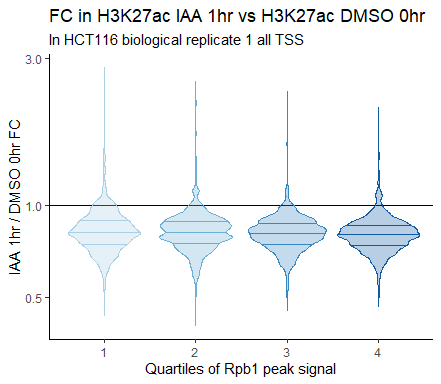 FC in H3K27ac IAA 1hr vs H3K27ac DMSO 0hr
In HCT116 biological replicate 1 all TSS
IAA 1hr / DMSO 0hr FC
3.0
1.0
0.5
1 2 3 4
Quartiles of Rpb1 peak signal